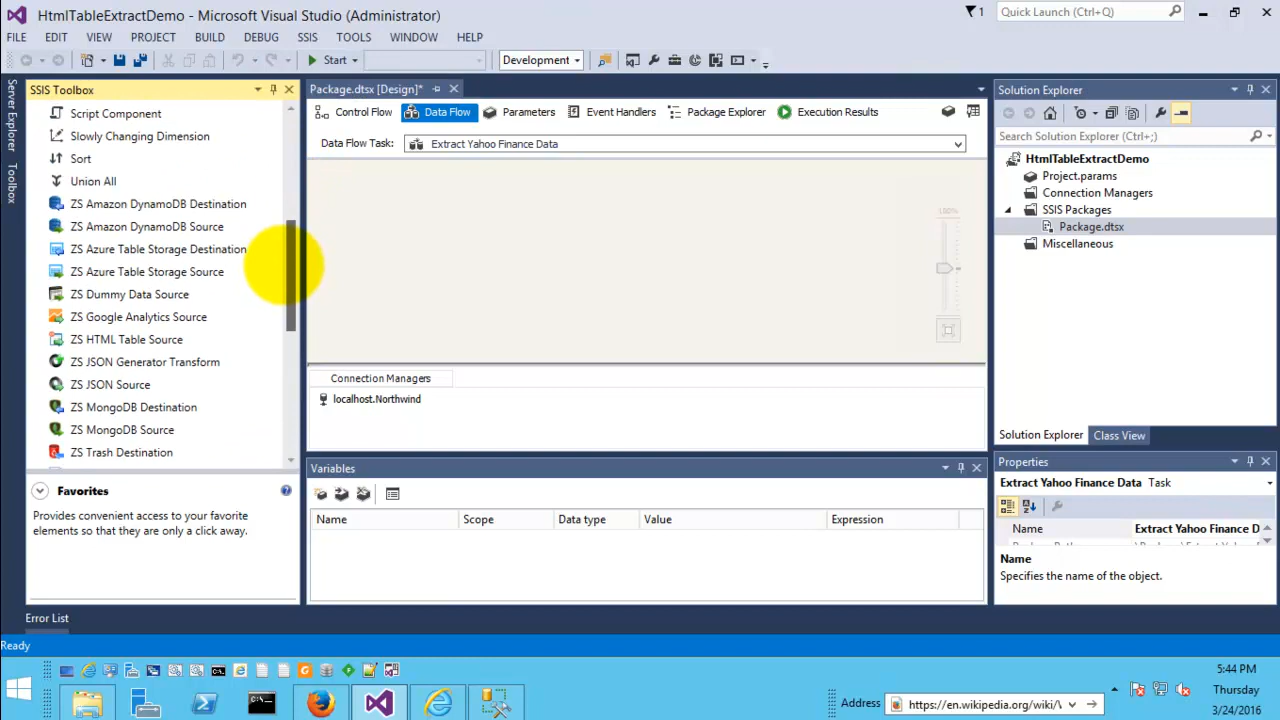 HtmlTableExtractDemo - Microsoft Visual Studio (Administrator)
1
Quick Launch (Ctrl+Q)
FILE EDIT VIEW PROJECT BUILD DEBUG SSIS TOOLS WINDOW HELP
Start
Development
Server Explorer
Toolbox
SSIS Toolbox
Script Component
Slowly Changing Dimension
Sort
Union All
ZS Amazon DynamoDB Destination
ZS Amazon DynamoDB Source
ZS Azure Table Storage Destination
ZS Azure Table Storage Source
ZS Dummy Data Source
ZS Google Analytics Source
ZS HTML Table Source
ZS JSON Generator Transform
ZS JSON Source
ZS MongoDB Destination
ZS MongoDB Source
ZS Trash Destination
Favorites
Provides convenient access to your favorite
elements so that they are only a click away.
Package.dtsx [Design]*
Control Flow Data Flow Parameters Event Handlers Package Explorer Execution Results
Data Flow Task: Extract Yahoo Finance Data
100%
Connection Managers
localhost.Northwind
Variables
Name Scope Data type Value Expression
Solution Explorer
Search Solution Explorer (Ctrl+;)
HtmlTableExtractDemo
Project.params
Connection Managers
SSIS Packages
Package.dtsx
Miscellaneous
Solution Explorer Class View
Properties
Extract Yahoo Finance Data Task
Name Extract Yahoo Finance D
Name
Specifies the name of the object.
Error List
Ready
Address https://en.wikipedia.org/wiki/
5:44 PM
Thursday
3/24/2016